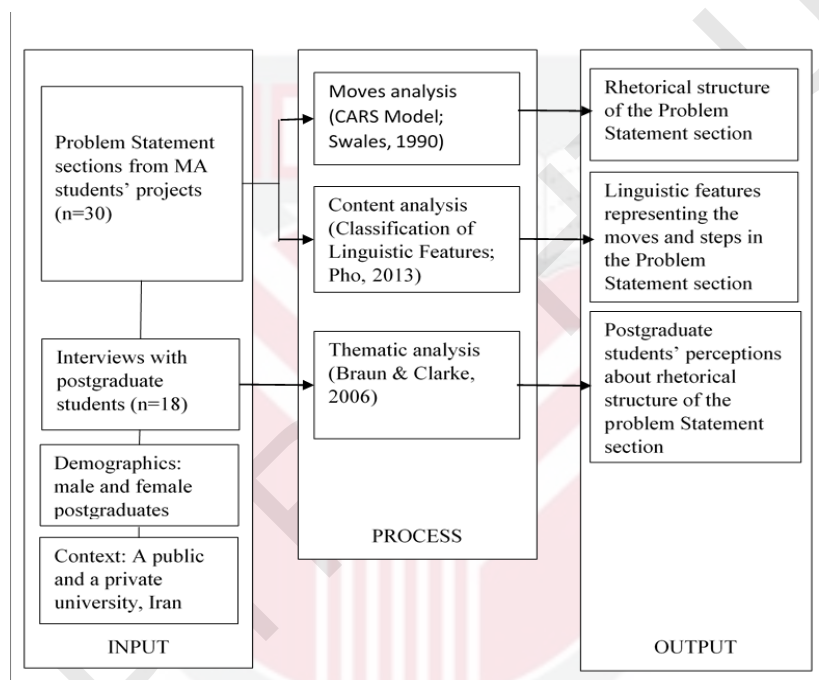 Problem Statement
sections from MA
students' projects
(n=30)
Interviews with
postgraduate
students (n=18)
Demographics:
male and female
postgraduates
Context: A public
and a private
university, Iran
INPUT
Moves analysis
(CARS Model;
Swales, 1990)
Content analysis
(Classification of
Linguistic Features;
Pho, 2013)
Thematic analysis
(Braun & Clarke,
2006)
PROCESS
Rhetorical structure
of the Problem
Statement section
Linguistic features
representing the
moves and steps in
the Problem
Statement section
Postgraduate
students' perceptions
about rhetorical
structure of the
problem Statement
section
OUTPUT